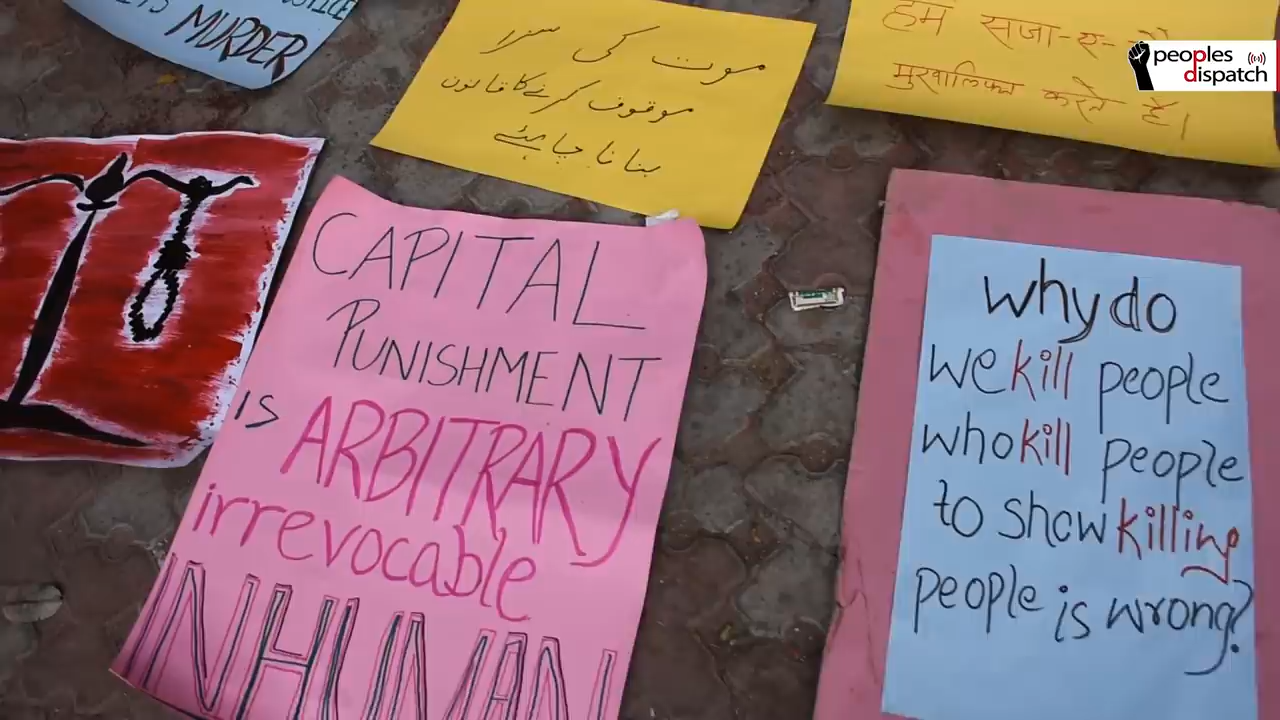 MURDER
موت کی سزا
موقوف کرنے کا قانون
بنانا چاہئے
हम सजा-ए-
मुखालिफत करते है।
peoples
dispatch
CAPITAL
PUNISHMENT
IS ARBITRARY
irrevocable
INHUMAN
Why do
we kill people
who kill people
to show killing
people is wrong?